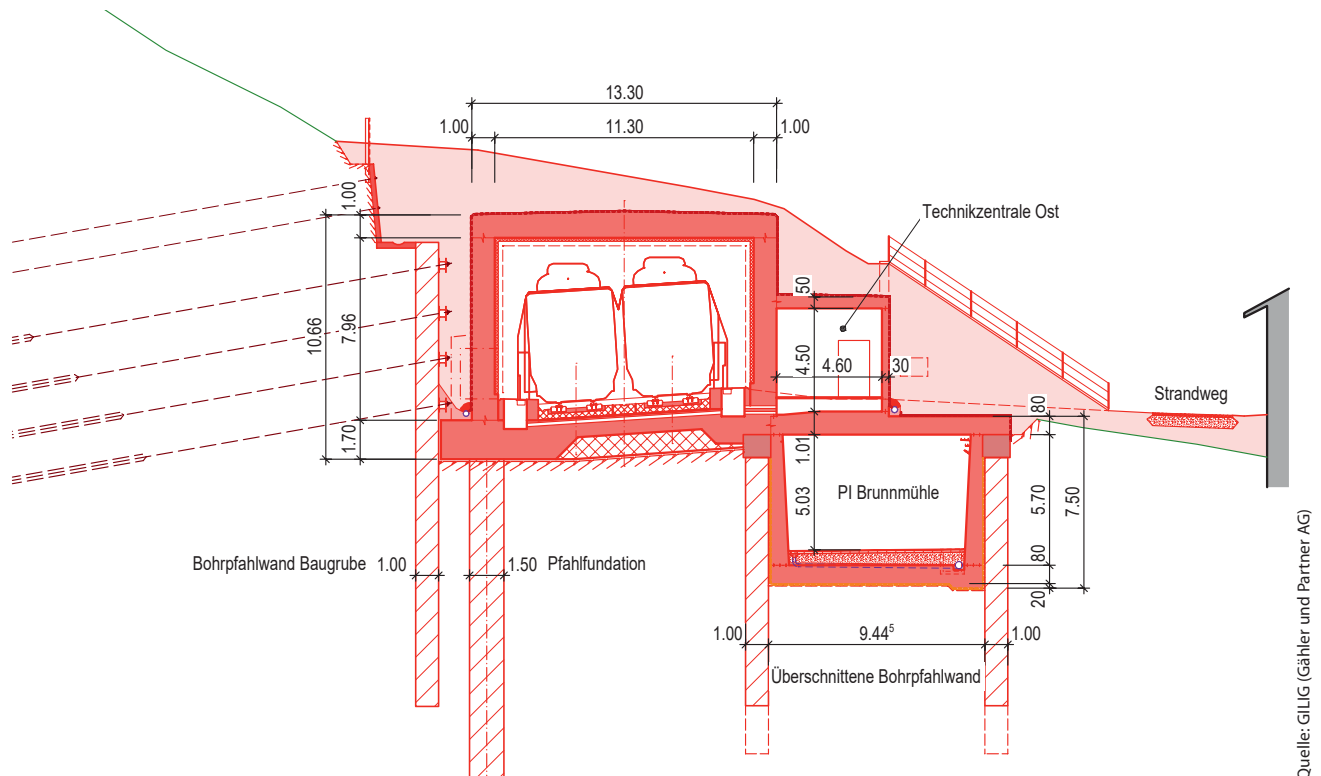 13.30
1.00 11.30 1.00
1.00
Technikzentrale Ost
50
10.66
7.96
4.50
4.60 30
Strandweg
80
1.70
1.01
5.03
PI Brunnmühle
5.70
7.50
Bohrpfahlwand Baugrube 1.00 1.50 Pfahlfundation
80
20
1.00 9.44⁵ 1.00
Überschnittene Bohrpfahlwand
Quelle: GILIG (Gähler und Partner AG)